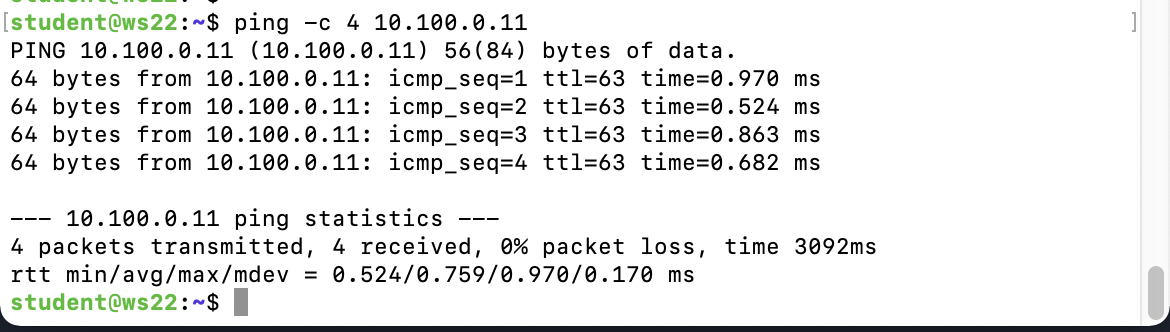 [student@ws22:~$ ping -c 4 10.100.0.11 ]
PING 10.100.0.11 (10.100.0.11) 56(84) bytes of data.
64 bytes from 10.100.0.11: icmp_seq=1 ttl=63 time=0.970 ms
64 bytes from 10.100.0.11: icmp_seq=2 ttl=63 time=0.524 ms
64 bytes from 10.100.0.11: icmp_seq=3 ttl=63 time=0.863 ms
64 bytes from 10.100.0.11: icmp_seq=4 ttl=63 time=0.682 ms

--- 10.100.0.11 ping statistics ---
4 packets transmitted, 4 received, 0% packet loss, time 3092ms
rtt min/avg/max/mdev = 0.524/0.759/0.970/0.170 ms
student@ws22:~$